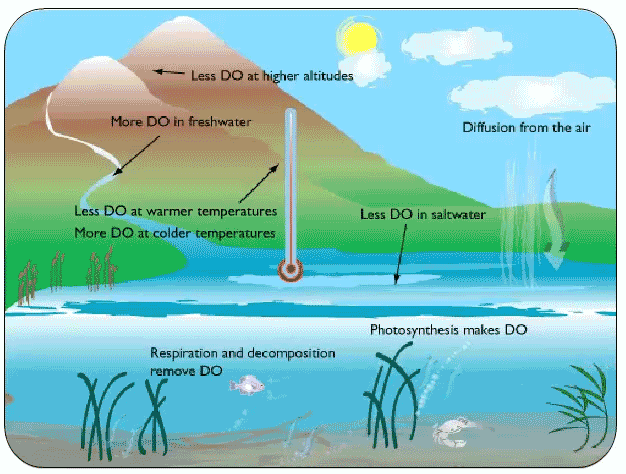 Less DO at higher altitudes
More DO in freshwater
Diffusion from the air
Less DO at warmer temperatures
More DO at colder temperatures
Less DO in saltwater
Photosynthesis makes DO
Respiration and decomposition
remove DO